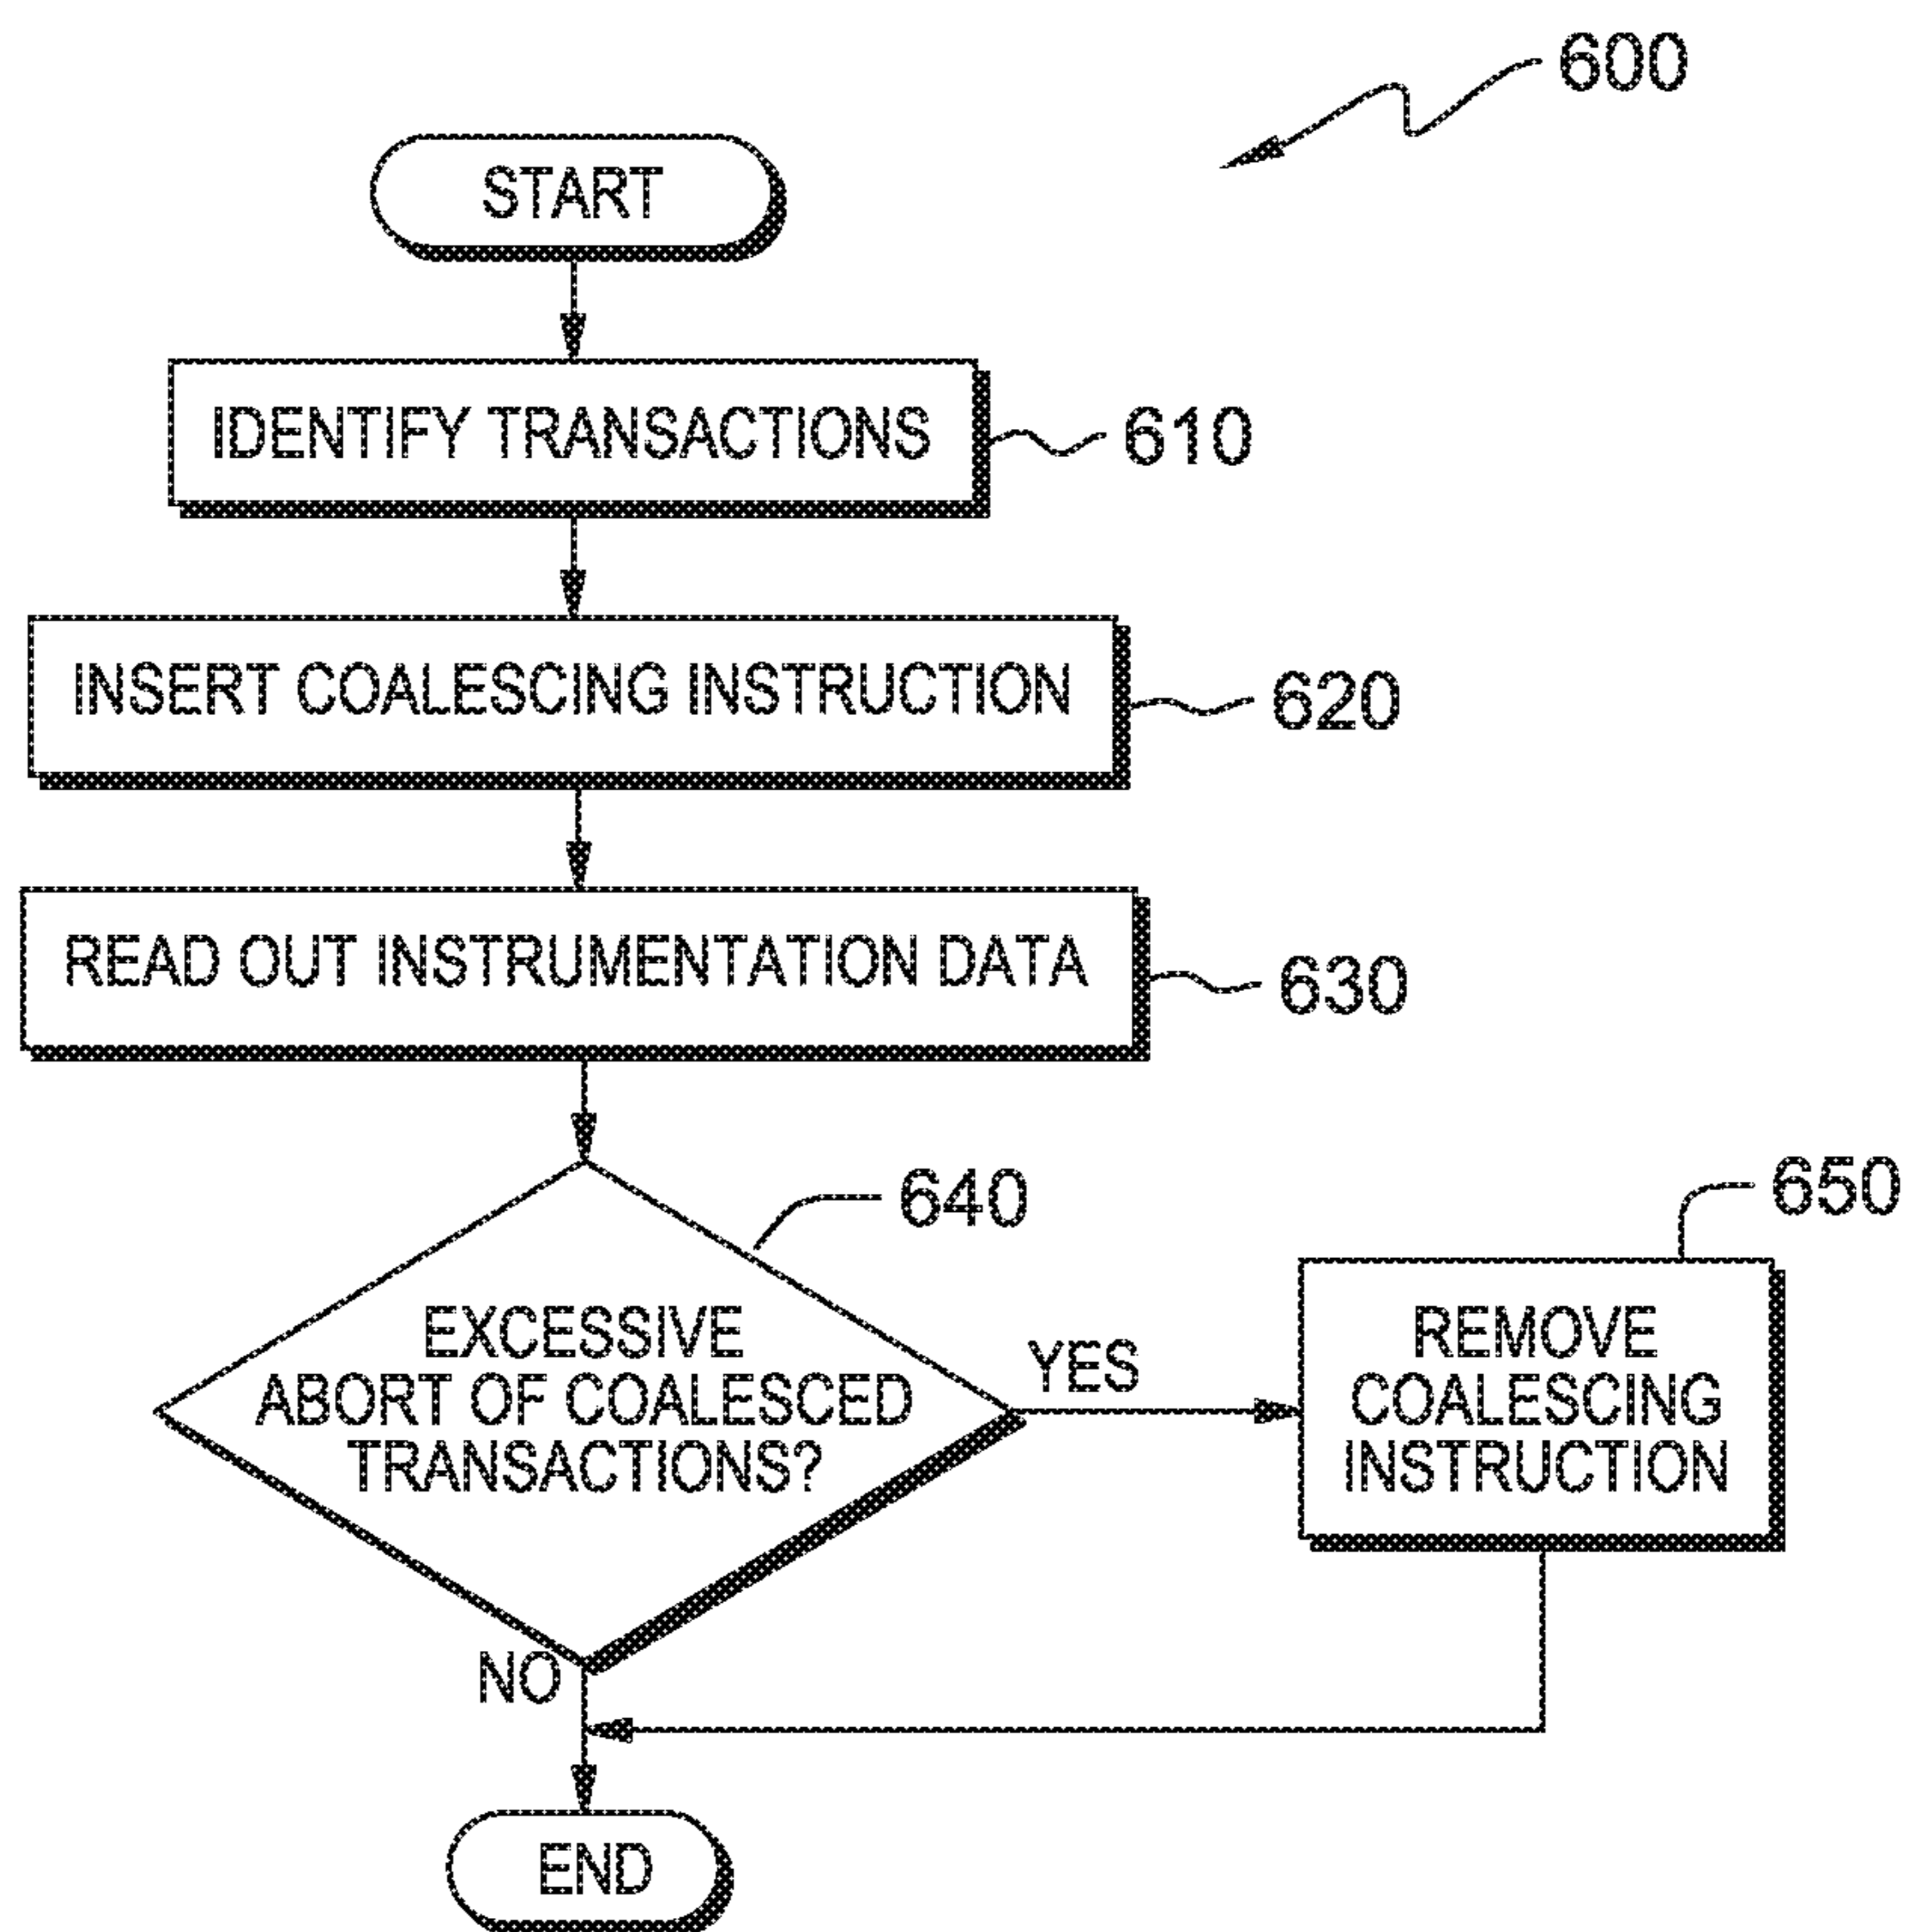 600
START
IDENTIFY TRANSACTIONS
610
INSERT COALESCING INSTRUCTION
620
READ OUT INSTRUMENTATION DATA
630
640
EXCESSIVE
ABORT OF COALESCED
TRANSACTIONS?
YES
650
REMOVE
COALESCING
INSTRUCTION
NO
END